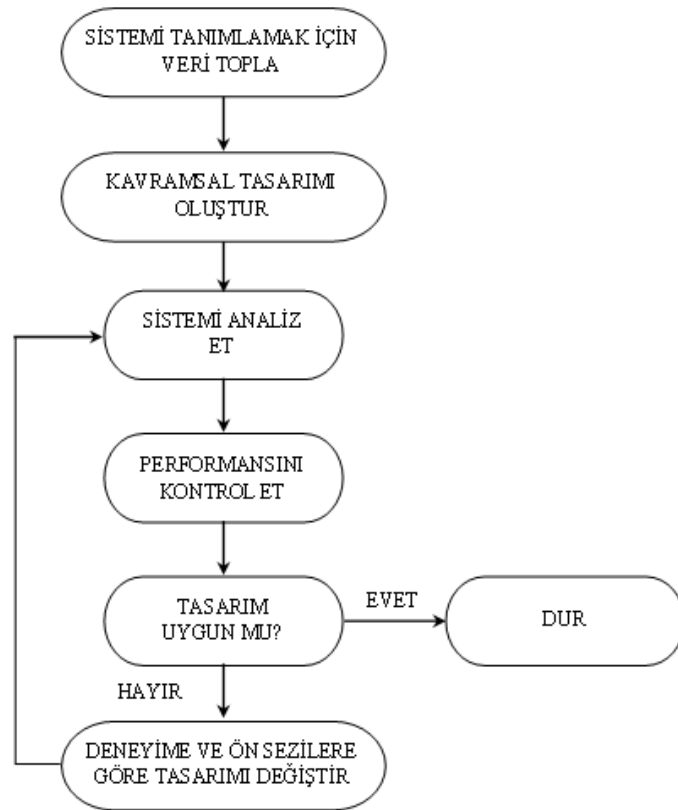 SİSTEMİ TANIMLAMAK İÇİN
VERİ TOPLA
KAVRAMSAL TASARIMI
OLUŞTUR
SİSTEMİ ANALİZ
ET
PERFORMANSINI
KONTROL ET
TASARIM
UYGUN MU?
EVET
DUR
HAYIR
DENEYİME VE ÖN SEZİLERE
GÖRE TASARIMI DEĞİŞTİR